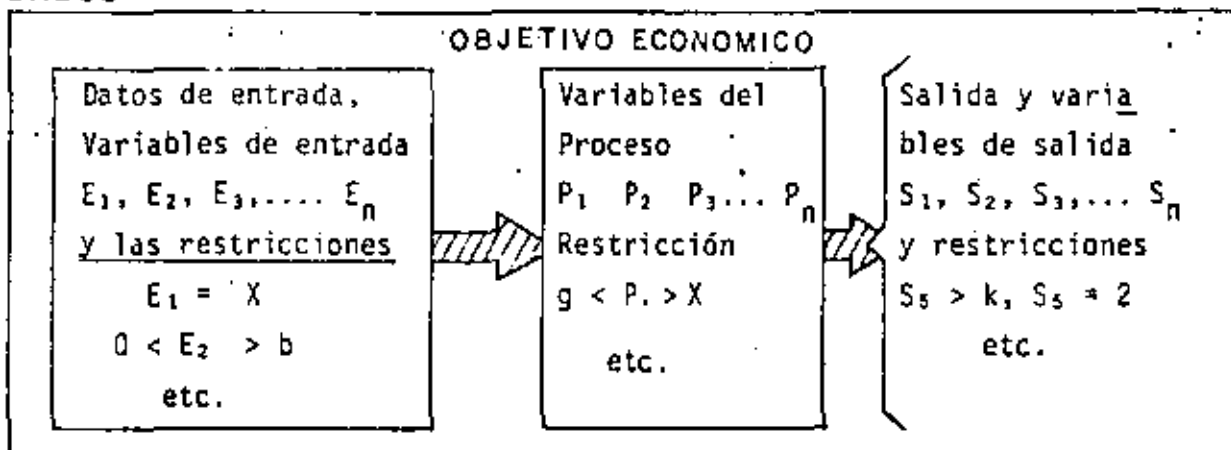 OBJETIVO ECONOMICO
Datos de entrada,
Variables de entrada
E₁, E₂, E₃,.... Eₙ
y las restricciones
E₁ = X
0 < E₂ > b
etc.
Variables del
Proceso
P₁ P₂ P₃... Pₙ
Restricción
g < P. > X
etc.
Salida y varia
bles de salida
S₁, S₂, S₃,... Sₙ
y restricciones
S₅ > k, S₅ = 2
etc.